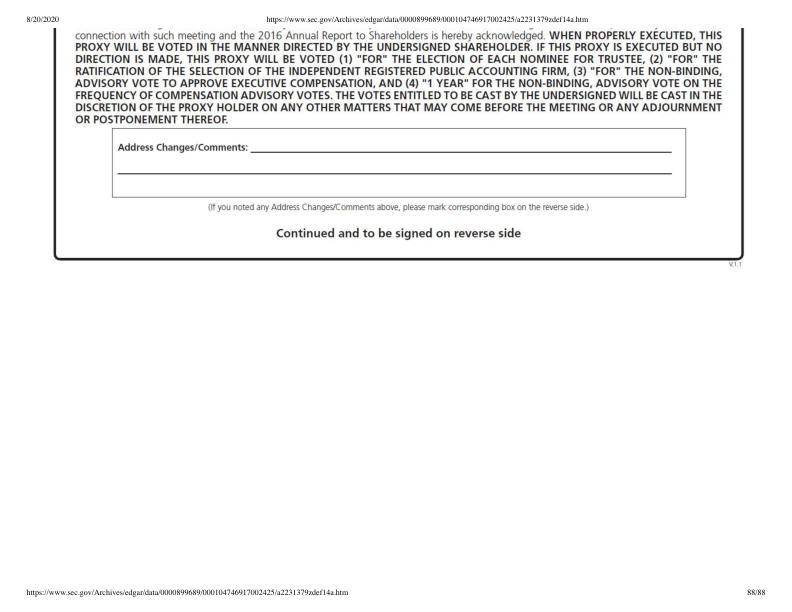 8/20/2020 https://www.sec.gov/Archives/edgar/data/0000899689/000104746917002425/a2231379zdef14a.htm
connection with such meeting and the 2016 Annual Report to Shareholders is hereby acknowledged. WHEN PROPERLY EXECUTED, THIS
PROXY WILL BE VOTED IN THE MANNER DIRECTED BY THE UNDERSIGNED SHAREHOLDER. IF THIS PROXY IS EXECUTED BUT NO
DIRECTION IS MADE, THIS PROXY WILL BE VOTED (1) "FOR" THE ELECTION OF EACH NOMINEE FOR TRUSTEE, (2) "FOR" THE
RATIFICATION OF THE SELECTION OF THE INDEPENDENT REGISTERED PUBLIC ACCOUNTING FIRM, (3) "FOR" THE NON-BINDING,
ADVISORY VOTE TO APPROVE EXECUTIVE COMPENSATION, AND (4) "1 YEAR" FOR THE NON-BINDING, ADVISORY VOTE ON THE
FREQUENCY OF COMPENSATION ADVISORY VOTES. THE VOTES ENTITLED TO BE CAST BY THE UNDERSIGNED WILL BE CAST IN THE
DISCRETION OF THE PROXY HOLDER ON ANY OTHER MATTERS THAT MAY COME BEFORE THE MEETING OR ANY ADJOURNMENT
OR POSTPONEMENT THEREOF.
Address Changes/Comments:
(If you noted any Address Changes/Comments above, please mark corresponding box on the reverse side.)
Continued and to be signed on reverse side
V.1.1
https://www.sec.gov/Archives/edgar/data/0000899689/000104746917002425/a2231379zdef14a.htm 88/88